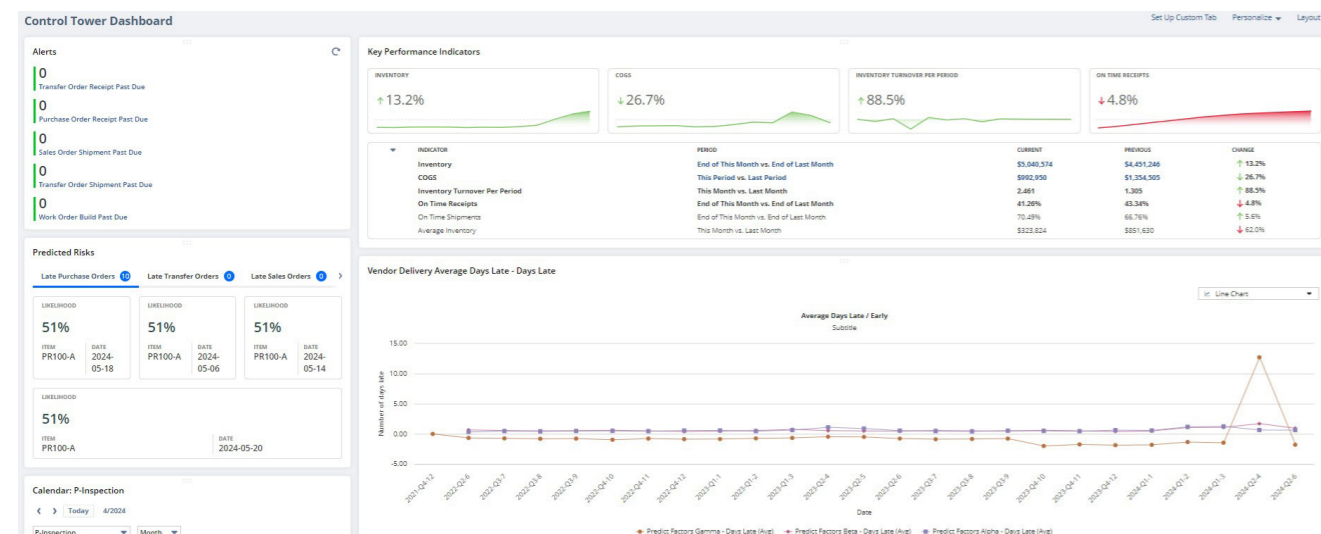 Control Tower Dashboard
Set Up Custom Tab Personalize Layout
Alerts
0
Transfer Order Receipt Past Due
0
Purchase Order Receipt Past Due
0
Sales Order Shipment Past Due
0
Transfer Order Shipment Past Due
0
Work Order Build Past Due
Predicted Risks
Late Purchase Orders 10 Late Transfer Orders 0 Late Sales Orders 0
LIKELIHOOD LIKELIHOOD LIKELIHOOD
51% 51% 51%
ITEM DATE ITEM DATE ITEM DATE
PR100-A 2024- PR100-A 2024- PR100-A 2024-
05-18 05-06 05-14
LIKELIHOOD
51%
ITEM DATE
PR100-A 2024-05-20
Calendar: P-Inspection
Today 4/2024
P-Inspection Month
Key Performance Indicators
INVENTORY COGS INVENTORY TURNOVER PER PERIOD ON TIME RECEIPTS
↑ 13.2% ↓ 26.7% ↑ 88.5% ↓ 4.8%
INDICATOR PERIOD CURRENT PREVIOUS CHANGE
Inventory End of This Month vs. End of Last Month $5,040,574 $4,451,246 ↑ 13.2%
COGS This Period vs. Last Period $992,950 $1,354,505 ↓ 26.7%
Inventory Turnover Per Period This Month vs. Last Month 2.461 1.305 ↑ 88.5%
On Time Receipts End of This Month vs. End of Last Month 41.26% 43.34% ↓ 4.8%
On Time Shipments End of This Month vs. End of Last Month 70.49% 66.76% ↑ 5.6%
Average Inventory This Month vs. Last Month $323,824 $851,630 ↓ 62.0%
Vendor Delivery Average Days Late - Days Late
Line Chart
Average Days Late / Early
Subtitle
Number of days late
15.00
10.00
5.00
0.00
-5.00
2021-Q4-12 2022-Q2-6 2022-Q3-7 2022-Q3-8 2022-Q3-9 2022-Q4-10 2022-Q4-11 2022-Q4-12 2023-Q1-1 2023-Q1-2 2023-Q1-3 2023-Q2-4 2023-Q2-5 2023-Q2-6 2023-Q3-7 2023-Q3-8 2023-Q3-9 2023-Q4-10 2023-Q4-11 2023-Q4-12 2024-Q1-1 2024-Q1-2 2024-Q1-3 2024-Q2-4 2024-Q2-6
Date
Predict Factors Gamma - Days Late (Avg) Predict Factors Beta - Days Late (Avg) Predict Factors Alpha - Days Late (Avg)